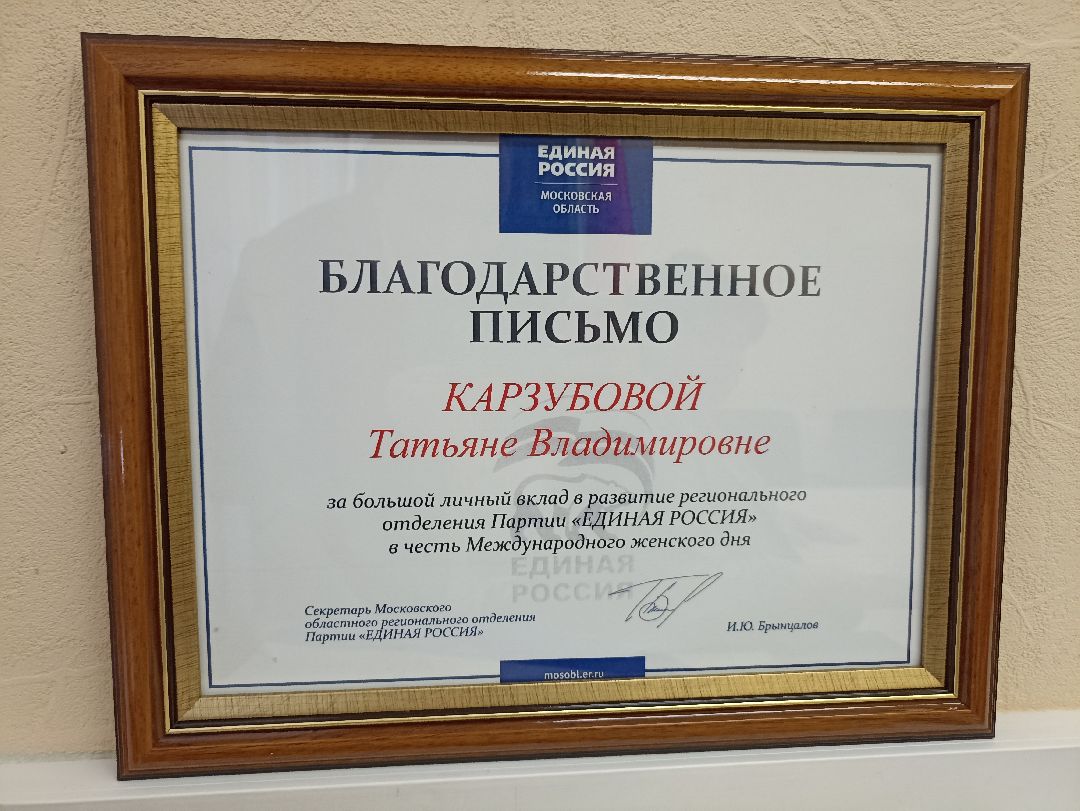 ЕДИНАЯ
РОССИЯ
МОСКОВСКАЯ
ОБЛАСТЬ
БЛАГОДАРСТВЕННОЕ
ПИСЬМО
КАРЗУБОВОЙ
Татьяне Владимировне
за большой личный вклад в развитие регионального
отделения Партии «ЕДИНАЯ РОССИЯ»
в честь Международного женского дня
ЕДИНАЯ
РОССИЯ
Секретарь Московского
областного регионального отделения
Партии «ЕДИНАЯ РОССИЯ»
И.Ю. Брынцалов
mosobl.er.ru